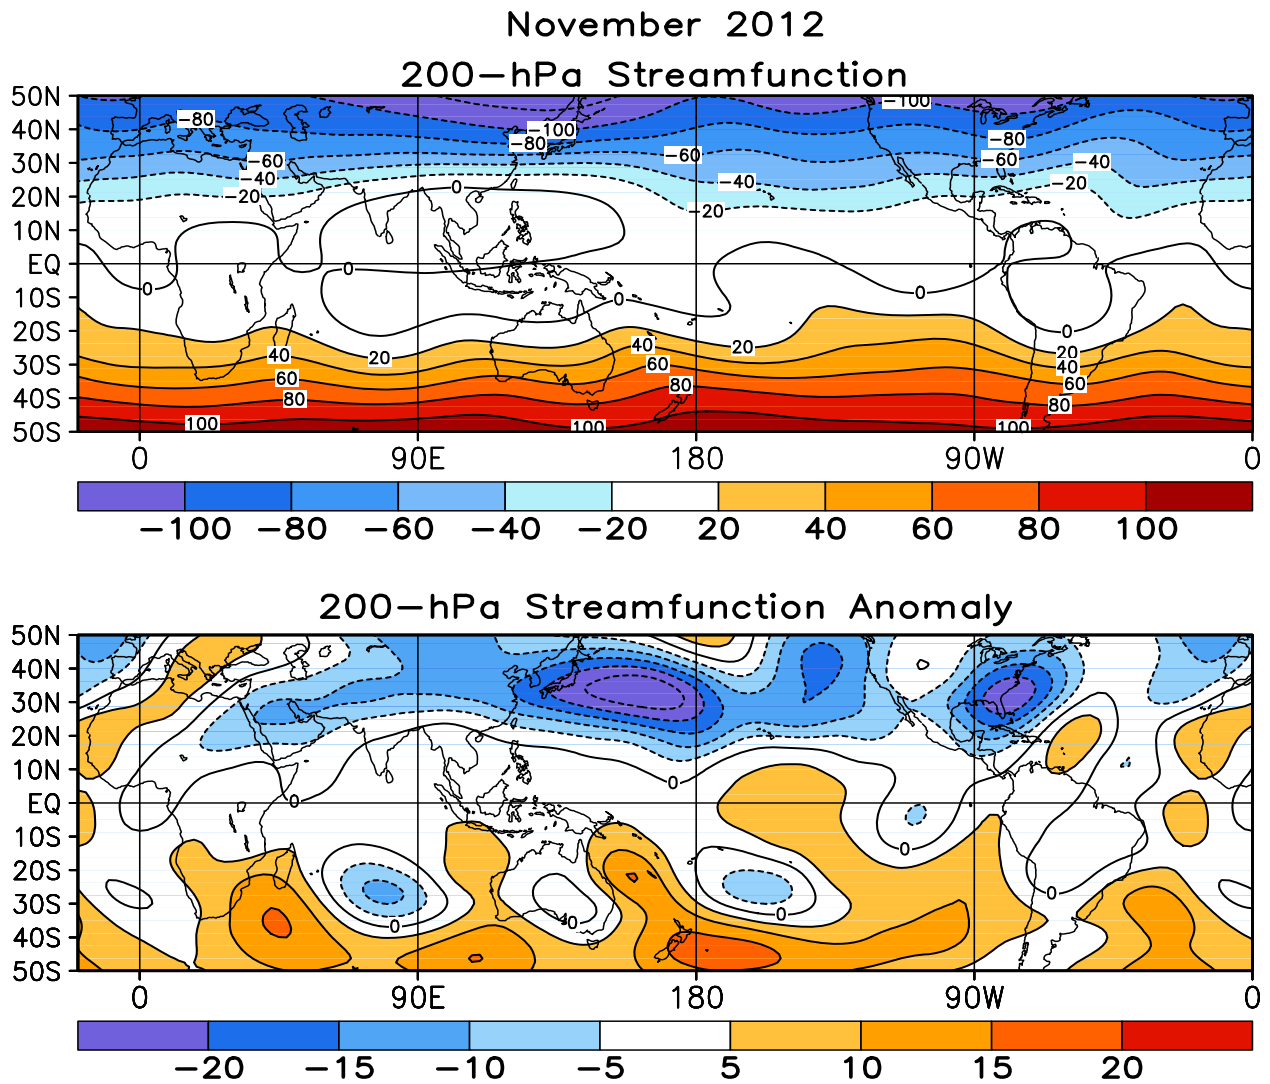 November 2012
200-hPa Streamfunction
50N
40N
30N
20N
10N
EQ
10S
20S
30S
40S
50S
-100
-80
-100
-80
-80
-60
-60
-60
-40
-40
-40
-20
-20
-20
0
0
0
0
0
0
20
20
20
40
40
40
60
60
60
80
80
80
100
100
100
0 90E 180 90W 0
-100 -80 -60 -40 -20 20 40 60 80 100
200-hPa Streamfunction Anomaly
50N
40N
30N
20N
10N
EQ
10S
20S
30S
40S
50S
0
0
0
0
0
0
0
0 90E 180 90W 0
-20 -15 -10 -5 5 10 15 20